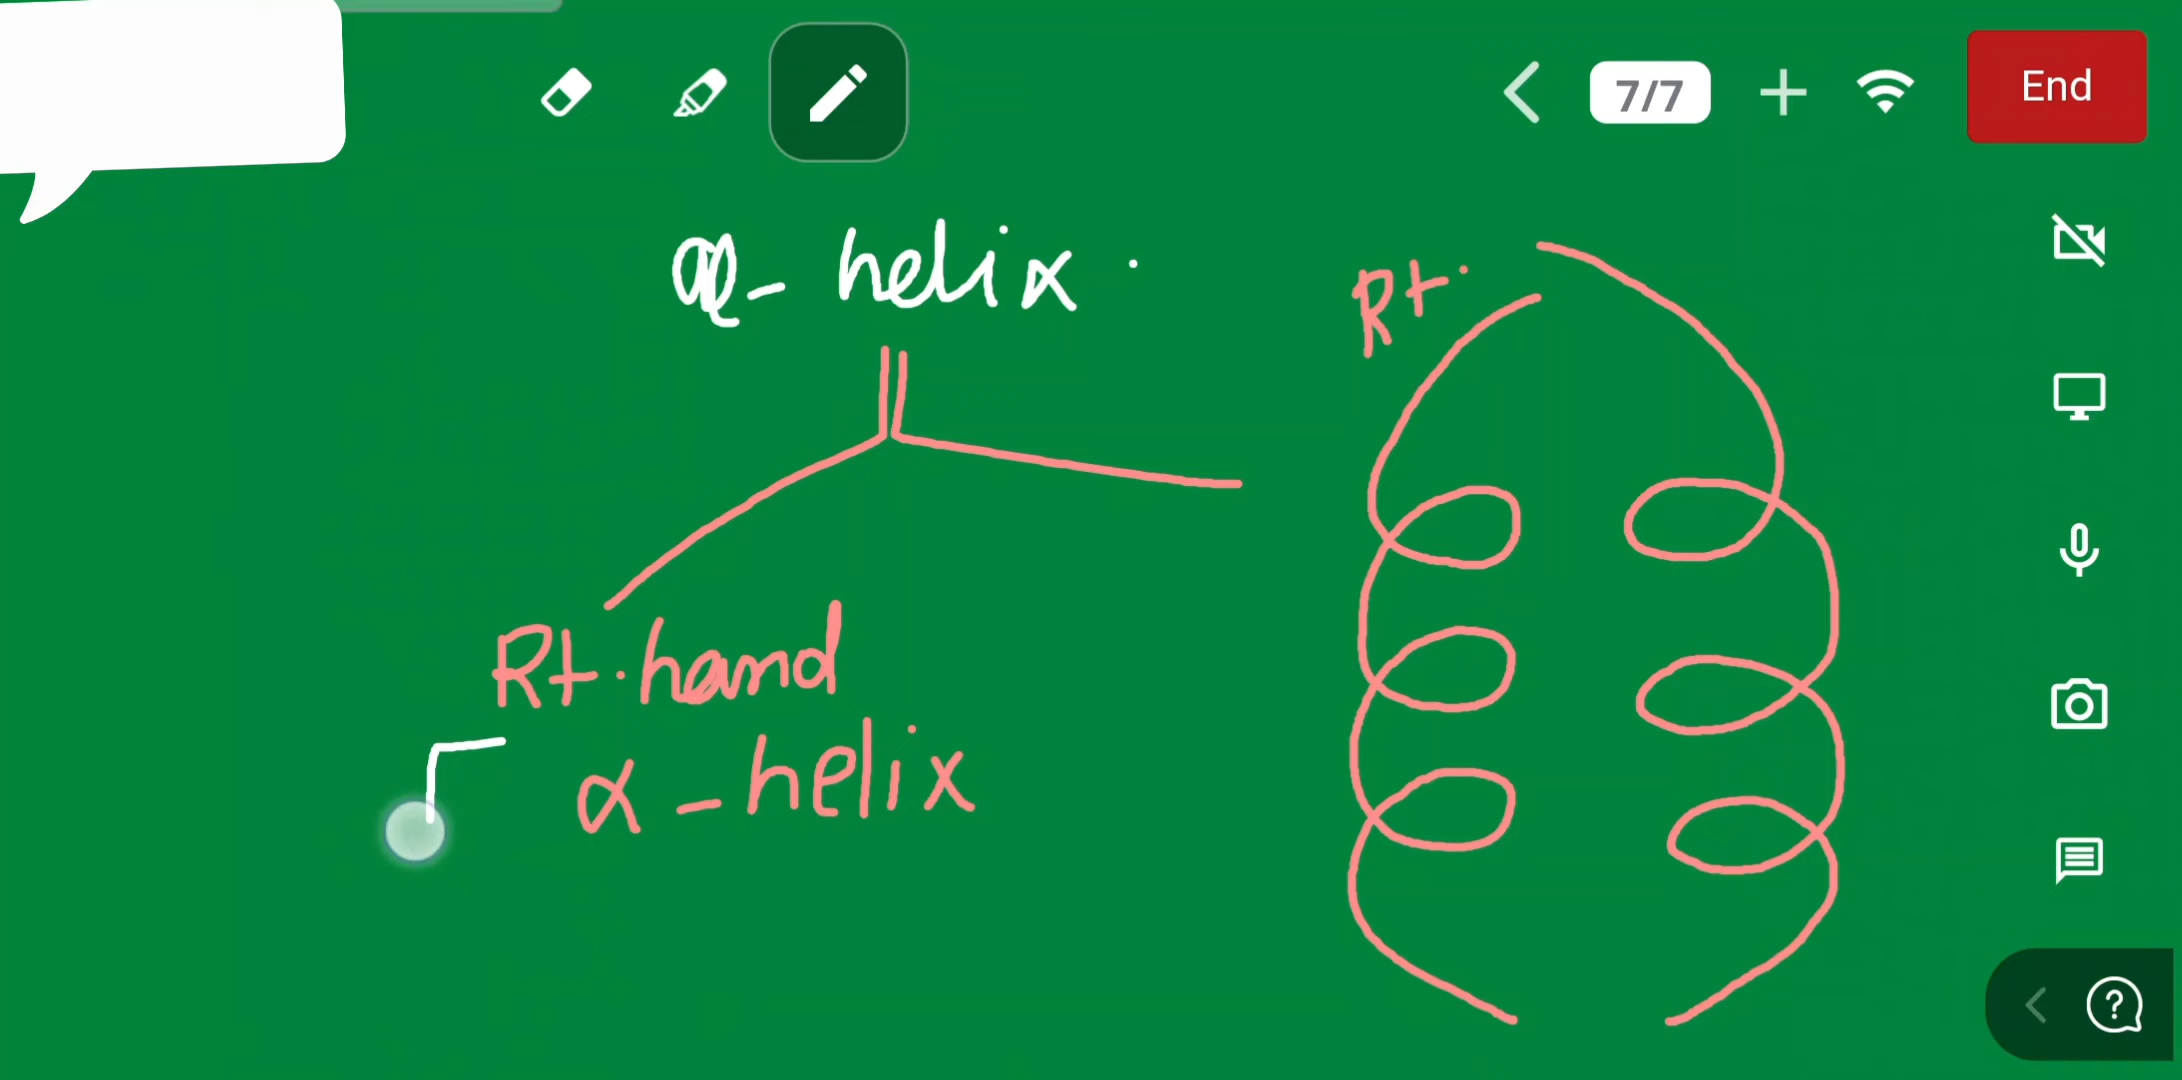 7/7
End
α- helix .
Rt.
Rt. hand
α - helix